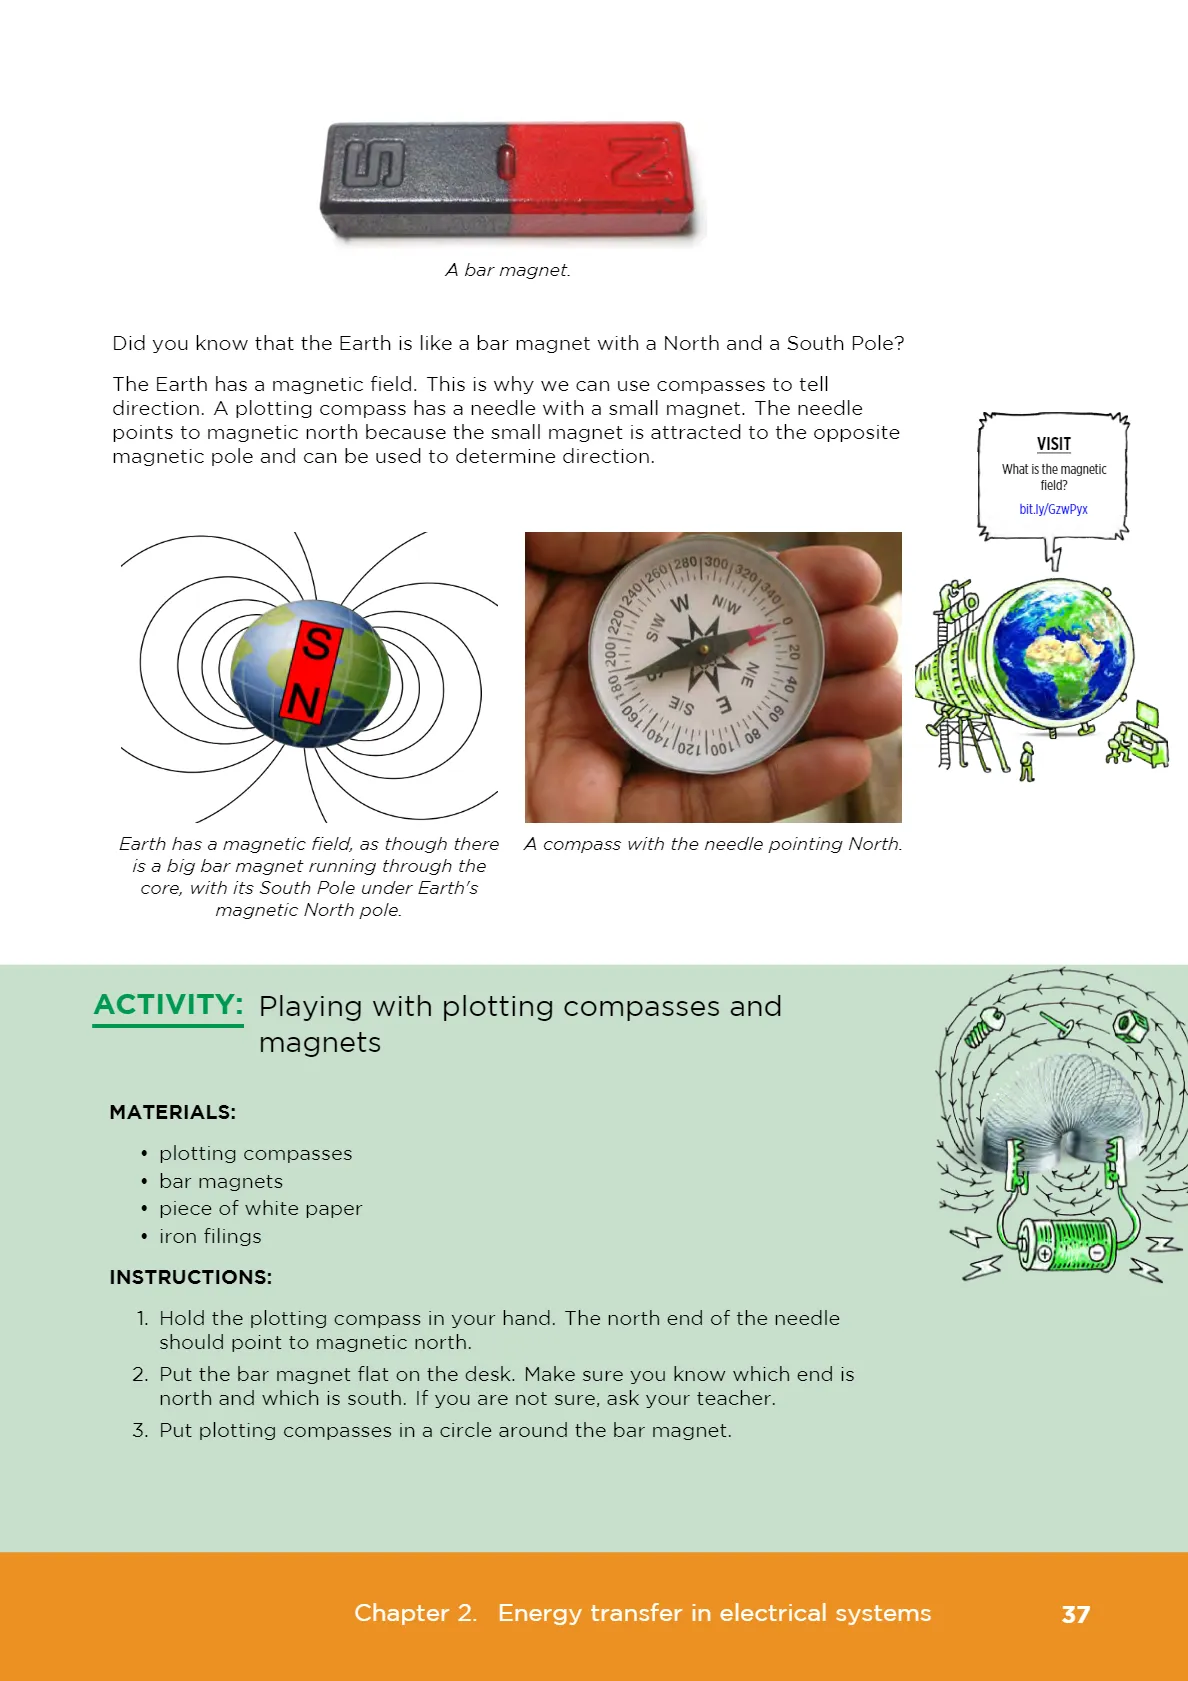 S N
A bar magnet.
Did you know that the Earth is like a bar magnet with a North and a South Pole?
The Earth has a magnetic field. This is why we can use compasses to tell
direction. A plotting compass has a needle with a small magnet. The needle
points to magnetic north because the small magnet is attracted to the opposite
magnetic pole and can be used to determine direction.
VISIT
What is the magnetic
field?
bit.ly/GzwPyx
S
N
W N/W N/E E S/E S S/W
0 20 40 60 80 100 120 140 160 180 200 220 240 260 280 300 320 340
Earth has a magnetic field, as though there
is a big bar magnet running through the
core, with its South Pole under Earth's
magnetic North pole.
A compass with the needle pointing North.
ACTIVITY: Playing with plotting compasses and
magnets
MATERIALS:
• plotting compasses
• bar magnets
• piece of white paper
• iron filings
INSTRUCTIONS:
1. Hold the plotting compass in your hand. The north end of the needle
should point to magnetic north.
2. Put the bar magnet flat on the desk. Make sure you know which end is
north and which is south. If you are not sure, ask your teacher.
3. Put plotting compasses in a circle around the bar magnet.
+ −
Chapter 2. Energy transfer in electrical systems 37